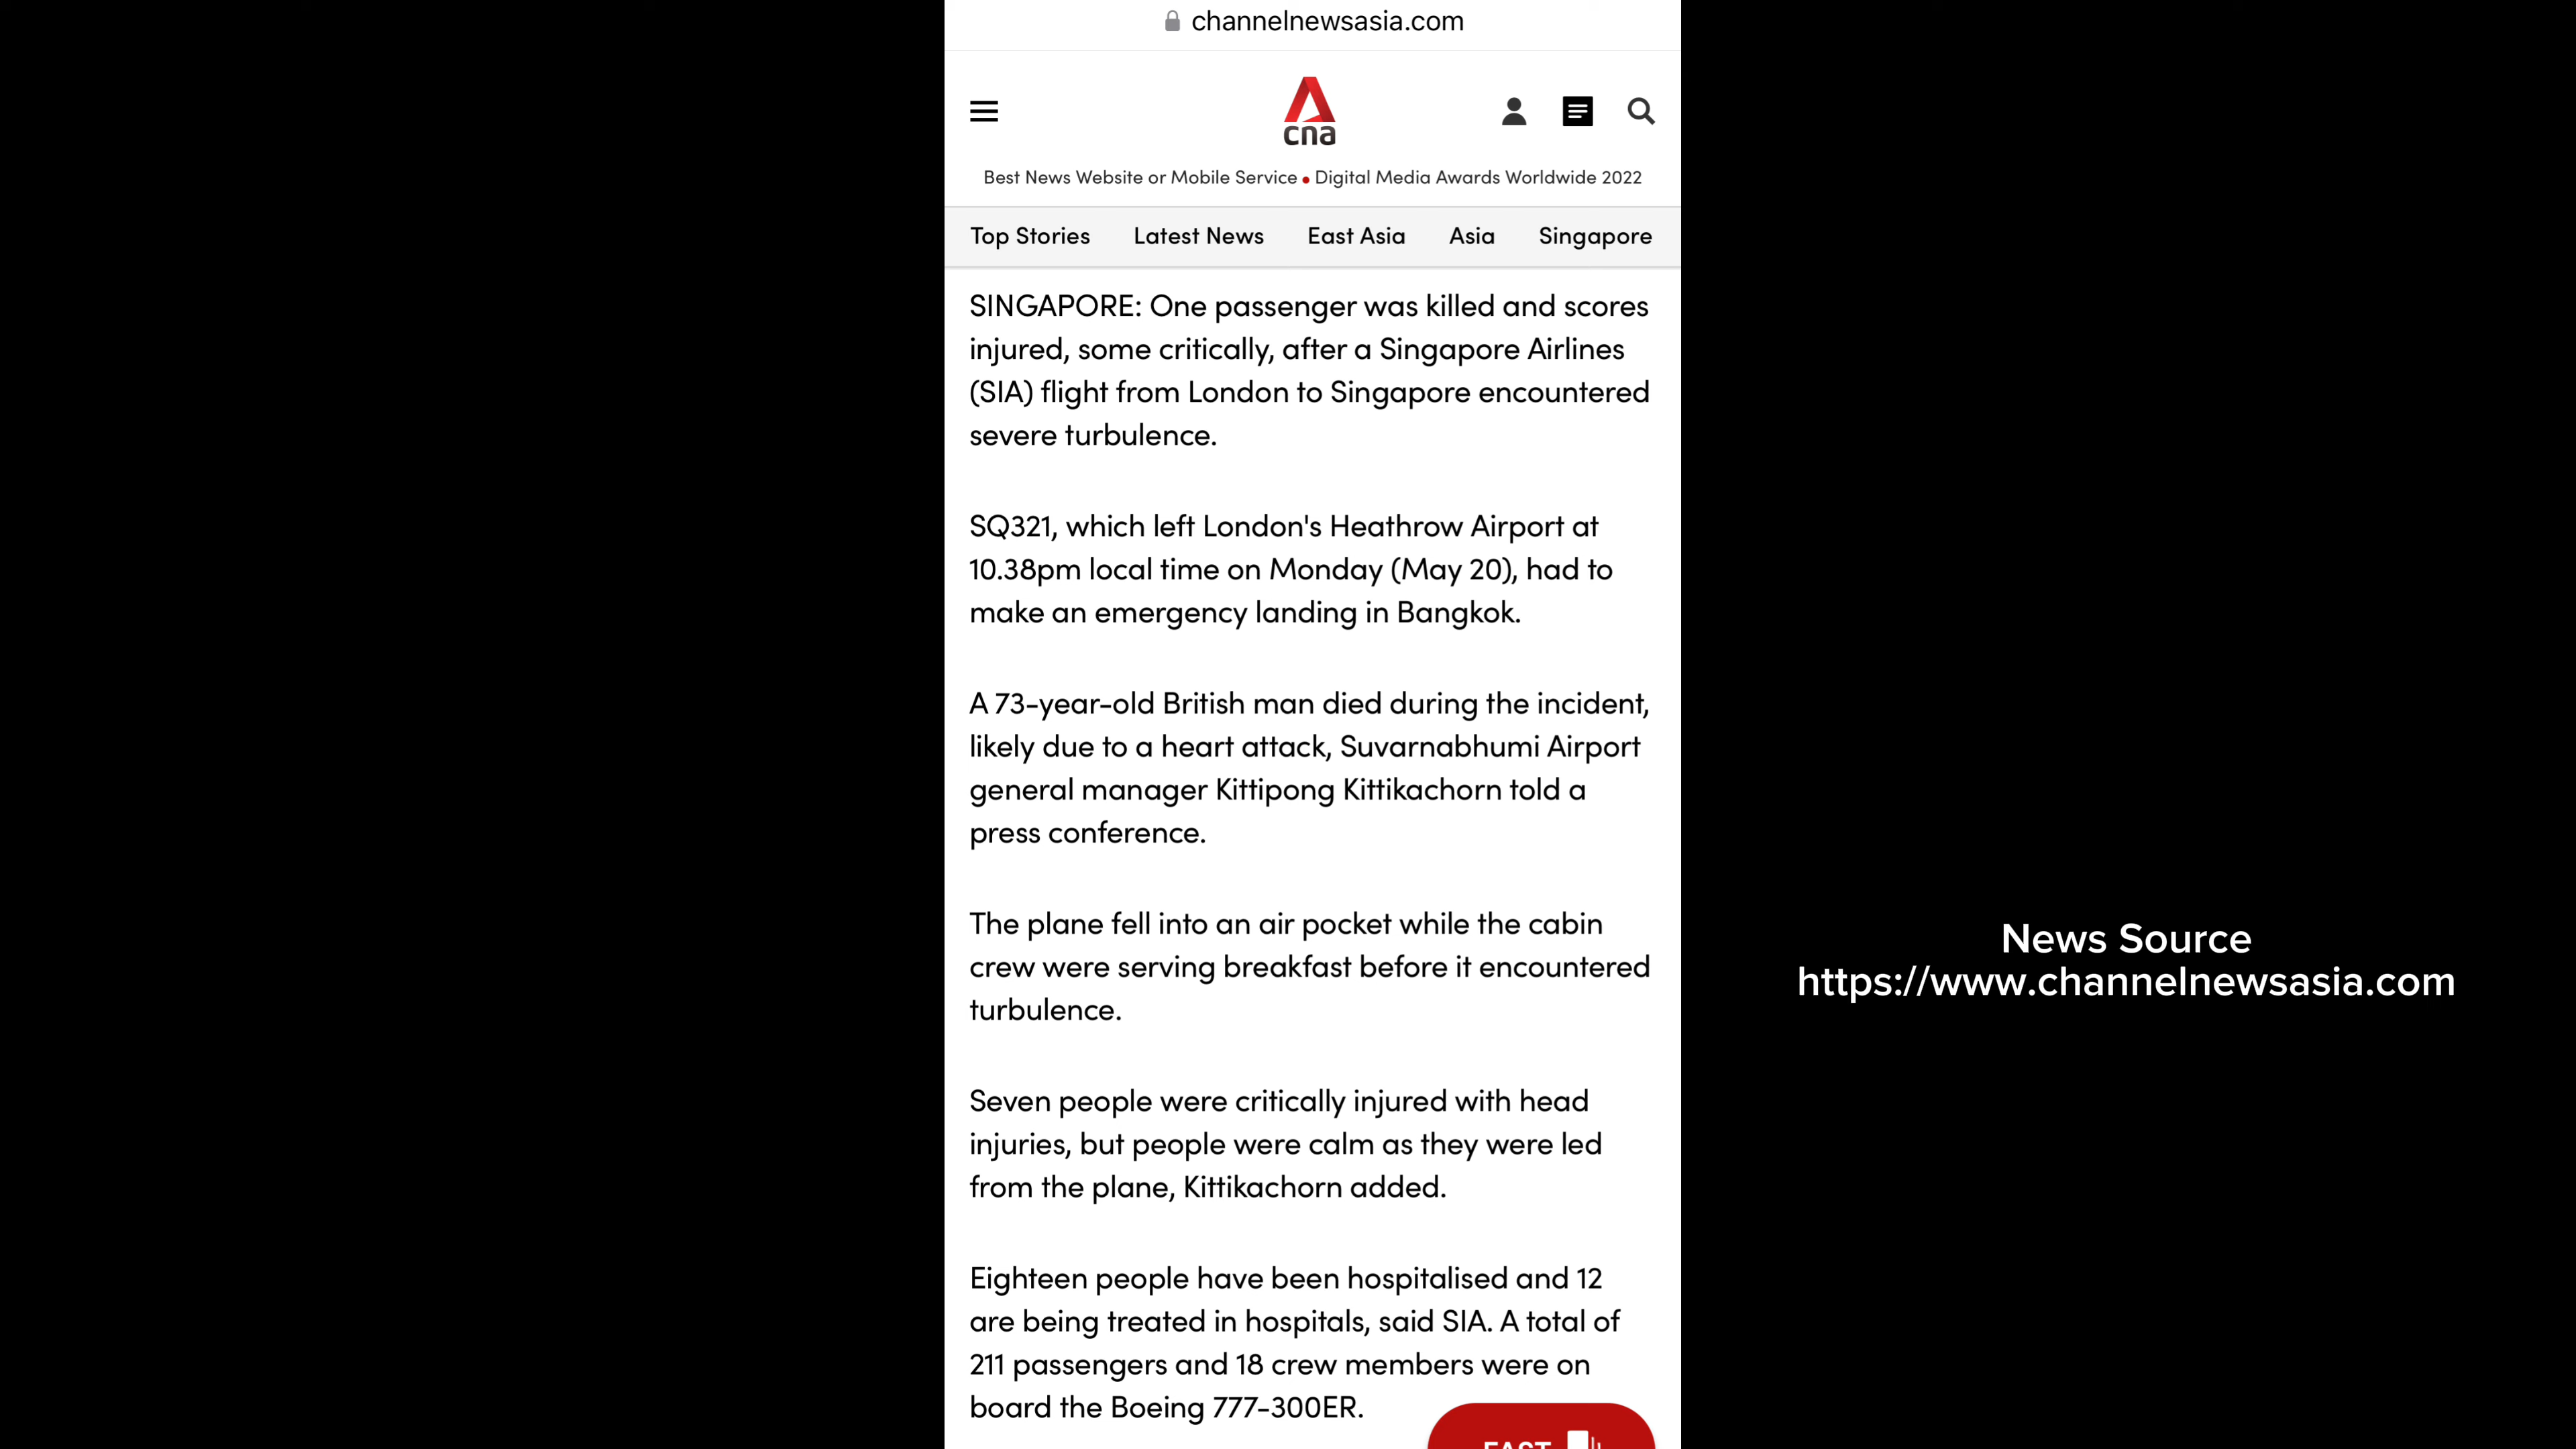 channelnewsasia.com
cna
Best News Website or Mobile Service • Digital Media Awards Worldwide 2022
Top Stories Latest News East Asia Asia Singapore
SINGAPORE: One passenger was killed and scores
injured, some critically, after a Singapore Airlines
(SIA) flight from London to Singapore encountered
severe turbulence.
SQ321, which left London's Heathrow Airport at
10.38pm local time on Monday (May 20), had to
make an emergency landing in Bangkok.
A 73-year-old British man died during the incident,
likely due to a heart attack, Suvarnabhumi Airport
general manager Kittipong Kittikachorn told a
press conference.
The plane fell into an air pocket while the cabin
crew were serving breakfast before it encountered
turbulence.
Seven people were critically injured with head
injuries, but people were calm as they were led
from the plane, Kittikachorn added.
Eighteen people have been hospitalised and 12
are being treated in hospitals, said SIA. A total of
211 passengers and 18 crew members were on
board the Boeing 777-300ER.
FAST
News Source
https://www.channelnewsasia.com